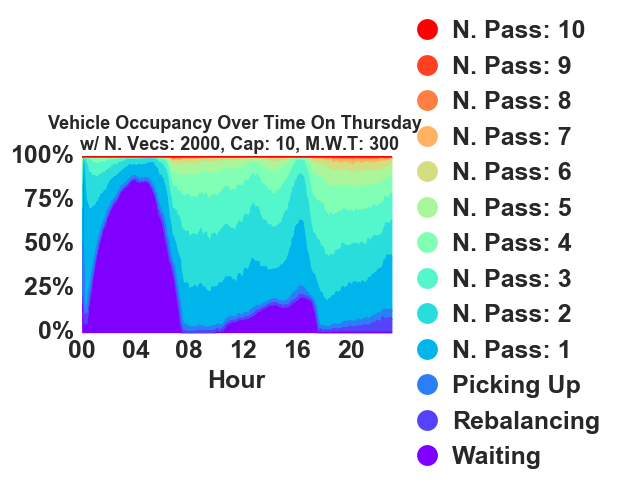 Vehicle Occupancy Over Time On Thursday
w/ N. Vecs: 2000, Cap: 10, M.W.T: 300
100%
75%
50%
25%
0%
00 04 08 12 16 20
Hour
N. Pass: 10
N. Pass: 9
N. Pass: 8
N. Pass: 7
N. Pass: 6
N. Pass: 5
N. Pass: 4
N. Pass: 3
N. Pass: 2
N. Pass: 1
Picking Up
Rebalancing
Waiting